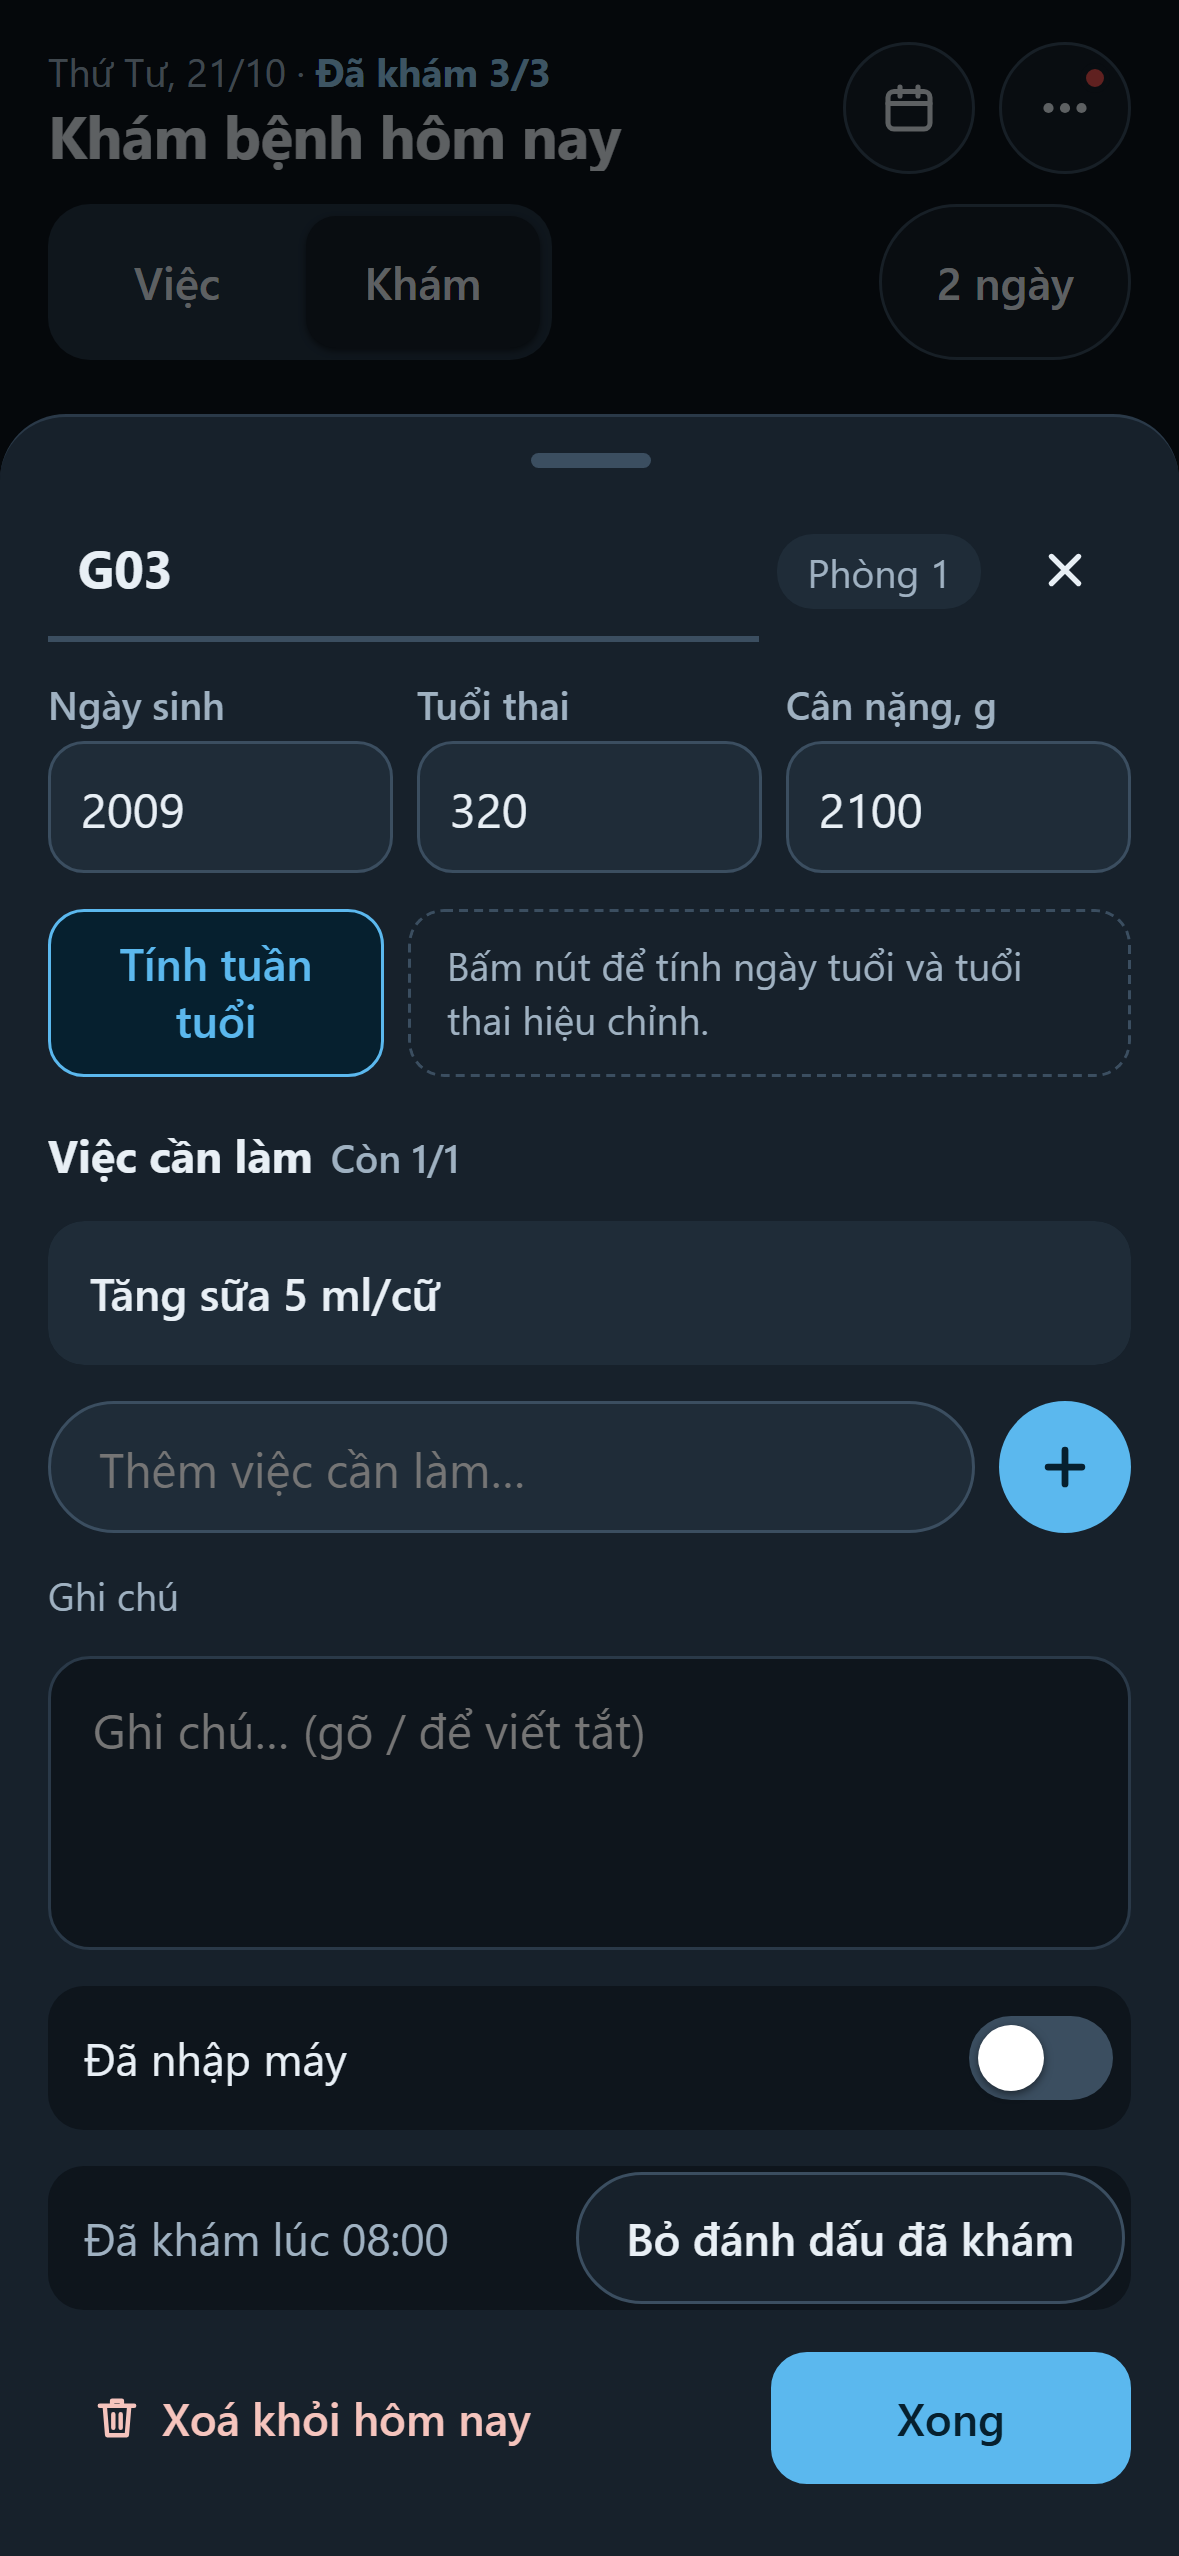 Thứ Tư, 21/10 · Đã khám 3/3
Khám bệnh hôm nay
Việc
Khám
2 ngày
G03
Phòng 1
Ngày sinh
Tuổi thai
Cân nặng, g
2009
320
2100
Tính tuần
tuổi
Bấm nút để tính ngày tuổi và tuổi
thai hiệu chỉnh.
Việc cần làm Còn 1/1
Tăng sữa 5 ml/cữ
Thêm việc cần làm...
Ghi chú
Ghi chú... (gõ / để viết tắt)
Đã nhập máy
Đã khám lúc 08:00
Bỏ đánh dấu đã khám
Xoá khỏi hôm nay
Xong